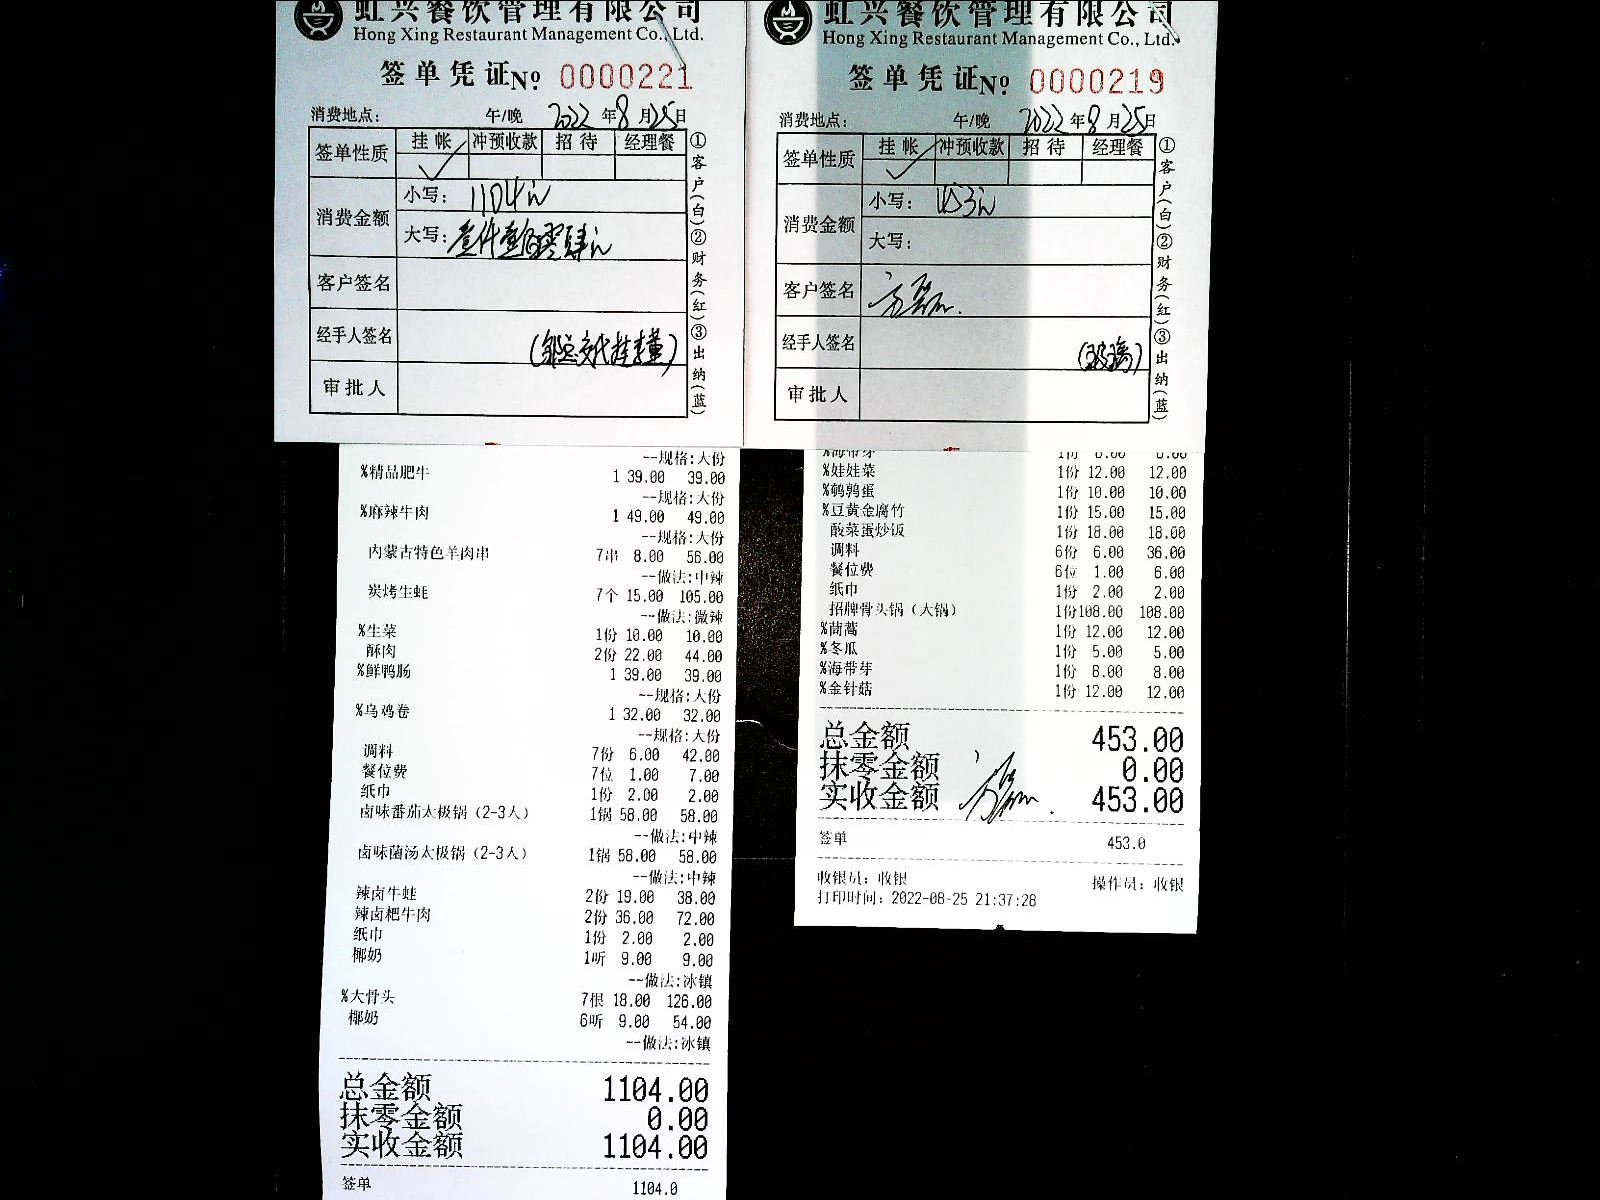 虹兴餐饮管理有限公司
Hong Xing Restaurant Management Co., Ltd.
签单凭证№ 0000221
消费地点： 午/晚 2022 年 8 月 25 日
签单性质 挂帐 冲预收款 招待 经理餐
✓
消费金额 小写： 1104元
大写： 壹仟壹佰零肆元
客户签名
经手人签名
审批人
①客户(白)②财务(红)③出纳(蓝)
--规格:大份
%精品肥牛 1 39.00 39.00
--规格:大份
%麻辣牛肉 1 49.00 49.00
--规格:大份
内蒙古特色羊肉串 7串 8.00 56.00
--做法:中辣
炭烤生蚝 7个 15.00 105.00
--做法:微辣
%生菜 1份 10.00 10.00
酥肉 2份 22.00 44.00
%鲜鸭肠 1 39.00 39.00
--规格:大份
%乌鸡卷 1 32.00 32.00
--规格:大份
调料 7份 6.00 42.00
餐位费 7位 1.00 7.00
纸巾 1份 2.00 2.00
卤味番茄太极锅（2-3人） 1锅 58.00 58.00
--做法:中辣
卤味菌汤太极锅（2-3人） 1锅 58.00 58.00
--做法:中辣
辣卤牛蛙 2份 19.00 38.00
辣卤粑牛肉 2份 36.00 72.00
纸巾 1份 2.00 2.00
椰奶 1听 9.00 9.00
--做法:冰镇
%大骨头 7根 18.00 126.00
椰奶 6听 9.00 54.00
--做法:冰镇
总金额 1104.00
抹零金额 0.00
实收金额 1104.00
签单 1104.0
虹兴餐饮管理有限公司
Hong Xing Restaurant Management Co., Ltd.
签单凭证№ 0000219
消费地点： 午/晚 2022 年 8 月 25 日
签单性质 挂帐 冲预收款 招待 经理餐
✓
消费金额 小写： 453元
大写：
客户签名
经手人签名 (玻璃)
审批人
①客户(白)②财务(红)③出纳(蓝)
%海带芽 1份 8.00 8.00
%娃娃菜 1份 12.00 12.00
%鹌鹑蛋 1份 10.00 10.00
%豆黄金腐竹 1份 15.00 15.00
酸菜蛋炒饭 1份 18.00 18.00
调料 6份 6.00 36.00
餐位费 6位 1.00 6.00
纸巾 1份 2.00 2.00
招牌骨头锅（大锅） 1份 108.00 108.00
%茼蒿 1份 12.00 12.00
%冬瓜 1份 5.00 5.00
%海带芽 1份 8.00 8.00
%金针菇 1份 12.00 12.00
总金额 453.00
抹零金额 0.00
实收金额 453.00
签单 453.0
收银员：收银 操作员：收银
打印时间：2022-08-25 21:37:28